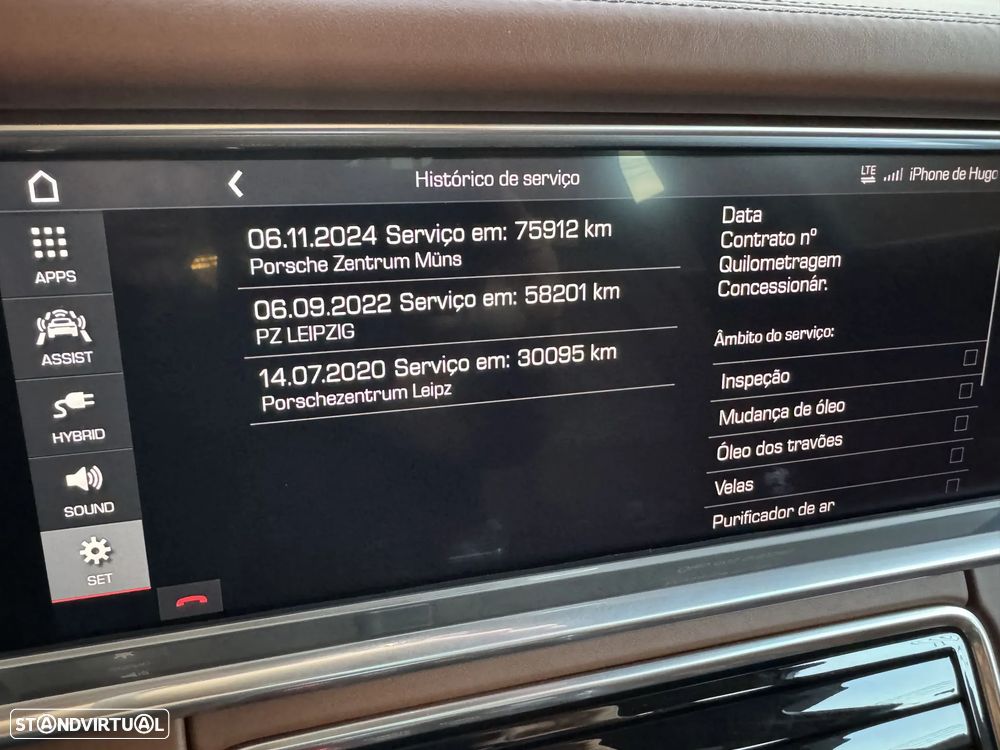 Histórico de serviço
LTE
iPhone de Hugo
APPS
ASSIST
HYBRID
SOUND
SET
06.11.2024 Serviço em: 75912 km
Porsche Zentrum Müns
06.09.2022 Serviço em: 58201 km
PZ LEIPZIG
14.07.2020 Serviço em: 30095 km
Porschezentrum Leipz
Data
Contrato nº
Quilometragem
Concessionár.
Âmbito do serviço:
Inspeção
Mudança de óleo
Óleo dos travões
Velas
Purificador de ar
STANDVIRTUAL